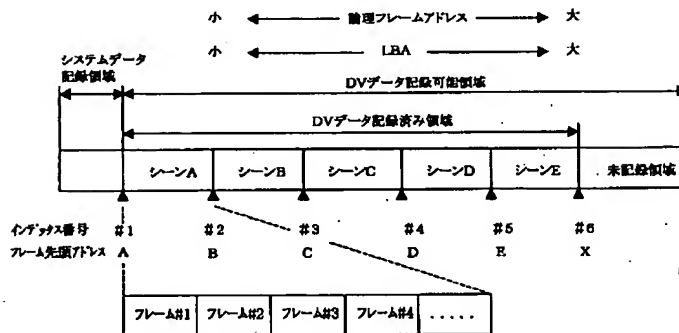 小 論理フレームアドレス 大
小 LBA 大
システムデータ
記録領域
DVデータ記録可能領域
DVデータ記録済み領域
シーンA シーンB シーンC シーンD シーンE 未記録領域
インデックス番号 #1 #2 #3 #4 #5 #6
フレーム先頭アドレス A B C D E X
フレーム#1 フレーム#2 フレーム#3 フレーム#4 .....